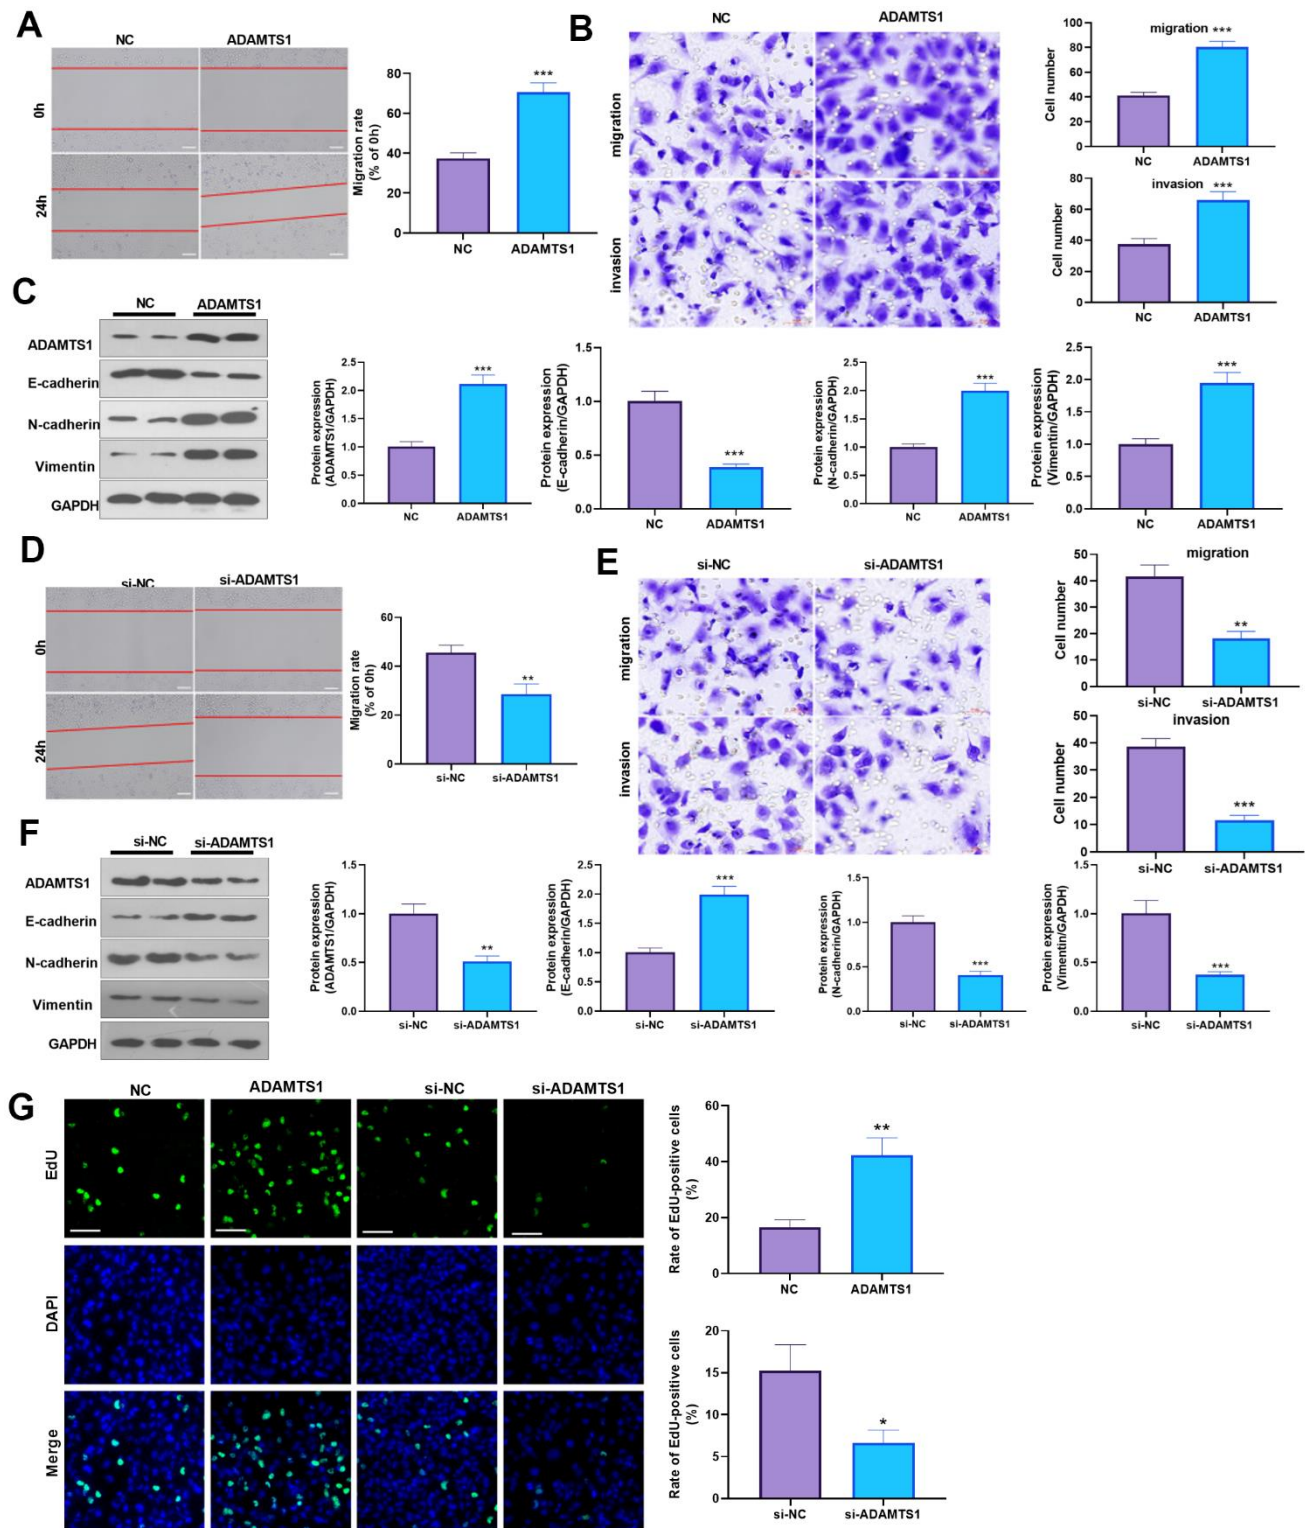 A
NC
ADAMTS1
0h
24h
Migration rate
(% of 0h)
80
60
40
20
0
***
NC
ADAMTS1
B
NC
ADAMTS1
migration
invasion
Cell number
100
80
60
40
20
0
migration ***
NC
ADAMTS1
Cell number
80
60
40
20
0
invasion ***
NC
ADAMTS1
C
NC
ADAMTS1
ADAMTS1
E-cadherin
N-cadherin
Vimentin
GAPDH
Protein expression
(ADAMTS1/GAPDH)
2.5
2.0
1.5
1.0
0.5
0.0
***
NC
ADAMTS1
Protein expression
(E-cadherin/GAPDH)
1.5
1.0
0.5
0.0
***
NC
ADAMTS1
Protein expression
(N-cadherin/GAPDH)
2.5
2.0
1.5
1.0
0.5
0.0
***
NC
ADAMTS1
Protein expression
(Vimentin/GAPDH)
2.5
2.0
1.5
1.0
0.5
0.0
***
NC
ADAMTS1
D
si-NC
si-ADAMTS1
0h
24h
Migration rate
(% of 0h)
60
40
20
0
**
si-NC
si-ADAMTS1
E
si-NC
si-ADAMTS1
migration
invasion
Cell number
50
40
30
20
10
0
migration
**
si-NC
si-ADAMTS1
Cell number
50
40
30
20
10
0
invasion
***
si-NC
si-ADAMTS1
F
si-NC
si-ADAMTS1
ADAMTS1
E-cadherin
N-cadherin
Vimentin
GAPDH
Protein expression
(ADAMTS1/GAPDH)
1.5
1.0
0.5
0.0
**
si-NC
si-ADAMTS1
Protein expression
(E-cadherin/GAPDH)
2.5
2.0
1.5
1.0
0.5
0.0
***
si-NC
si-ADAMTS1
Protein expression
(N-cadherin/GAPDH)
1.5
1.0
0.5
0.0
***
si-NC
si-ADAMTS1
Protein expression
(Vimentin/GAPDH)
1.5
1.0
0.5
0.0
***
si-NC
si-ADAMTS1
G
NC
ADAMTS1
si-NC
si-ADAMTS1
EdU
DAPI
Merge
Rate of EdU-positive cells
(%)
60
40
20
0
**
NC
ADAMTS1
Rate of EdU-positive cells
(%)
20
15
10
5
0
*
si-NC
si-ADAMTS1